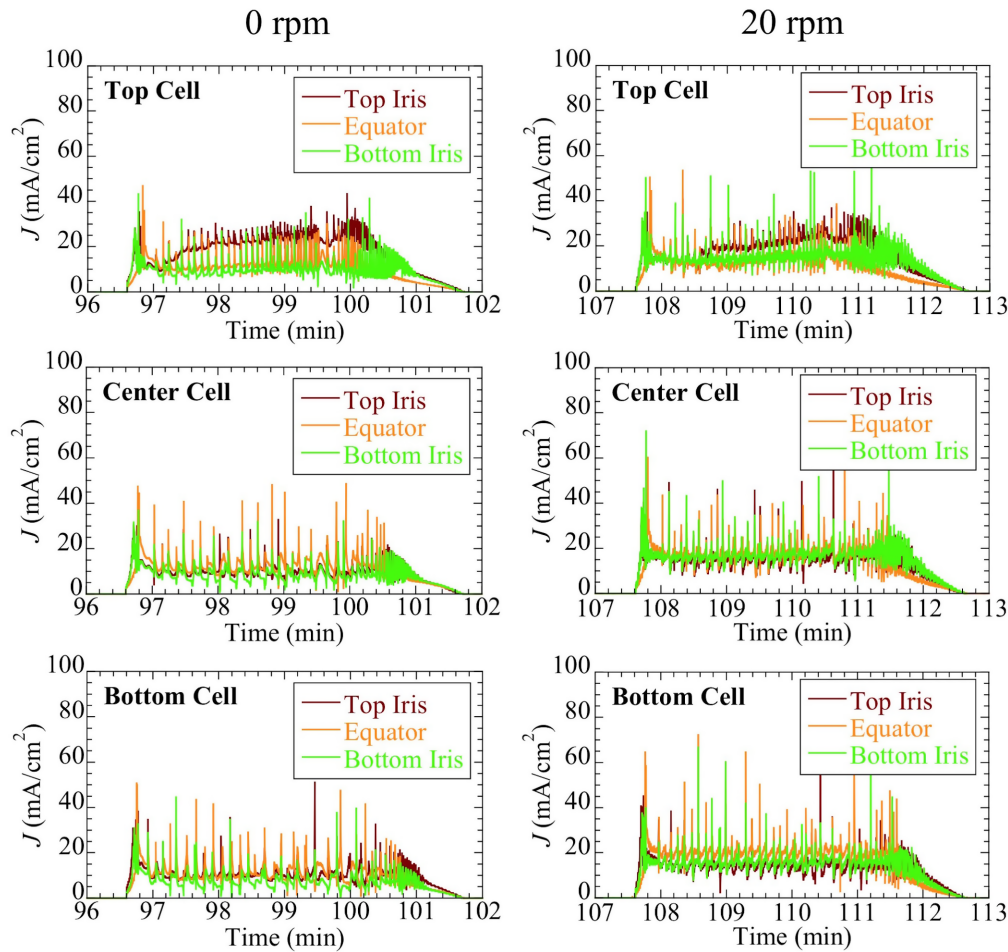 0 rpm
20 rpm
100
80
60
40
20
0
J (mA/cm²)
Top Cell
Top Iris
Equator
Bottom Iris
96 97 98 99 100 101 102
Time (min)
100
80
60
40
20
0
J (mA/cm²)
Top Cell
Top Iris
Equator
Bottom Iris
107 108 109 110 111 112 113
Time (min)
100
80
60
40
20
0
J (mA/cm²)
Center Cell
Top Iris
Equator
Bottom Iris
96 97 98 99 100 101 102
Time (min)
100
80
60
40
20
0
J (mA/cm²)
Center Cell
Top Iris
Equator
Bottom Iris
107 108 109 110 111 112 113
Time (min)
100
80
60
40
20
0
J (mA/cm²)
Bottom Cell
Top Iris
Equator
Bottom Iris
96 97 98 99 100 101 102
Time (min)
100
80
60
40
20
0
J (mA/cm²)
Bottom Cell
Top Iris
Equator
Bottom Iris
107 108 109 110 111 112 113
Time (min)